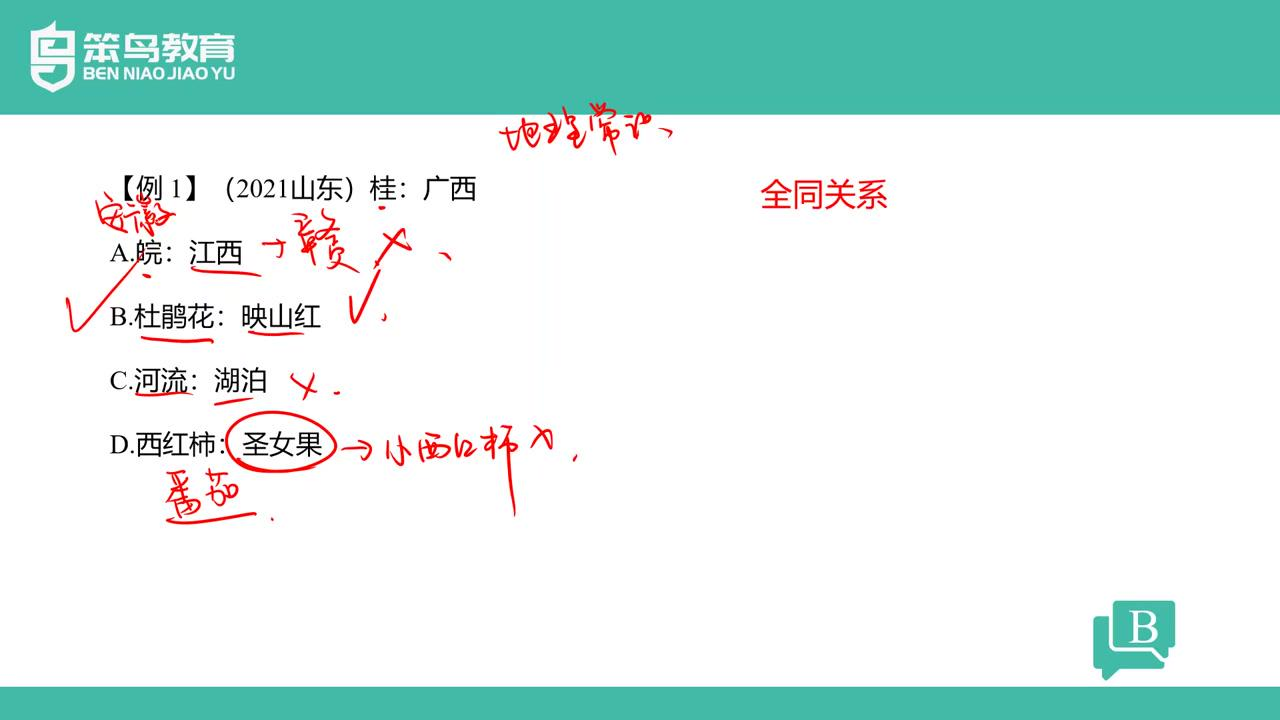 笨鸟教育
BEN NIAO JIAO YU
地理常识、
【例 1】（2021山东）桂：广西
全同关系
安徽
A.皖：江西 → 赣 ×
B.杜鹃花：映山红 ✓
C.河流：湖泊 ×
D.西红柿：圣女果 → 小西红柿 ×
番茄
B